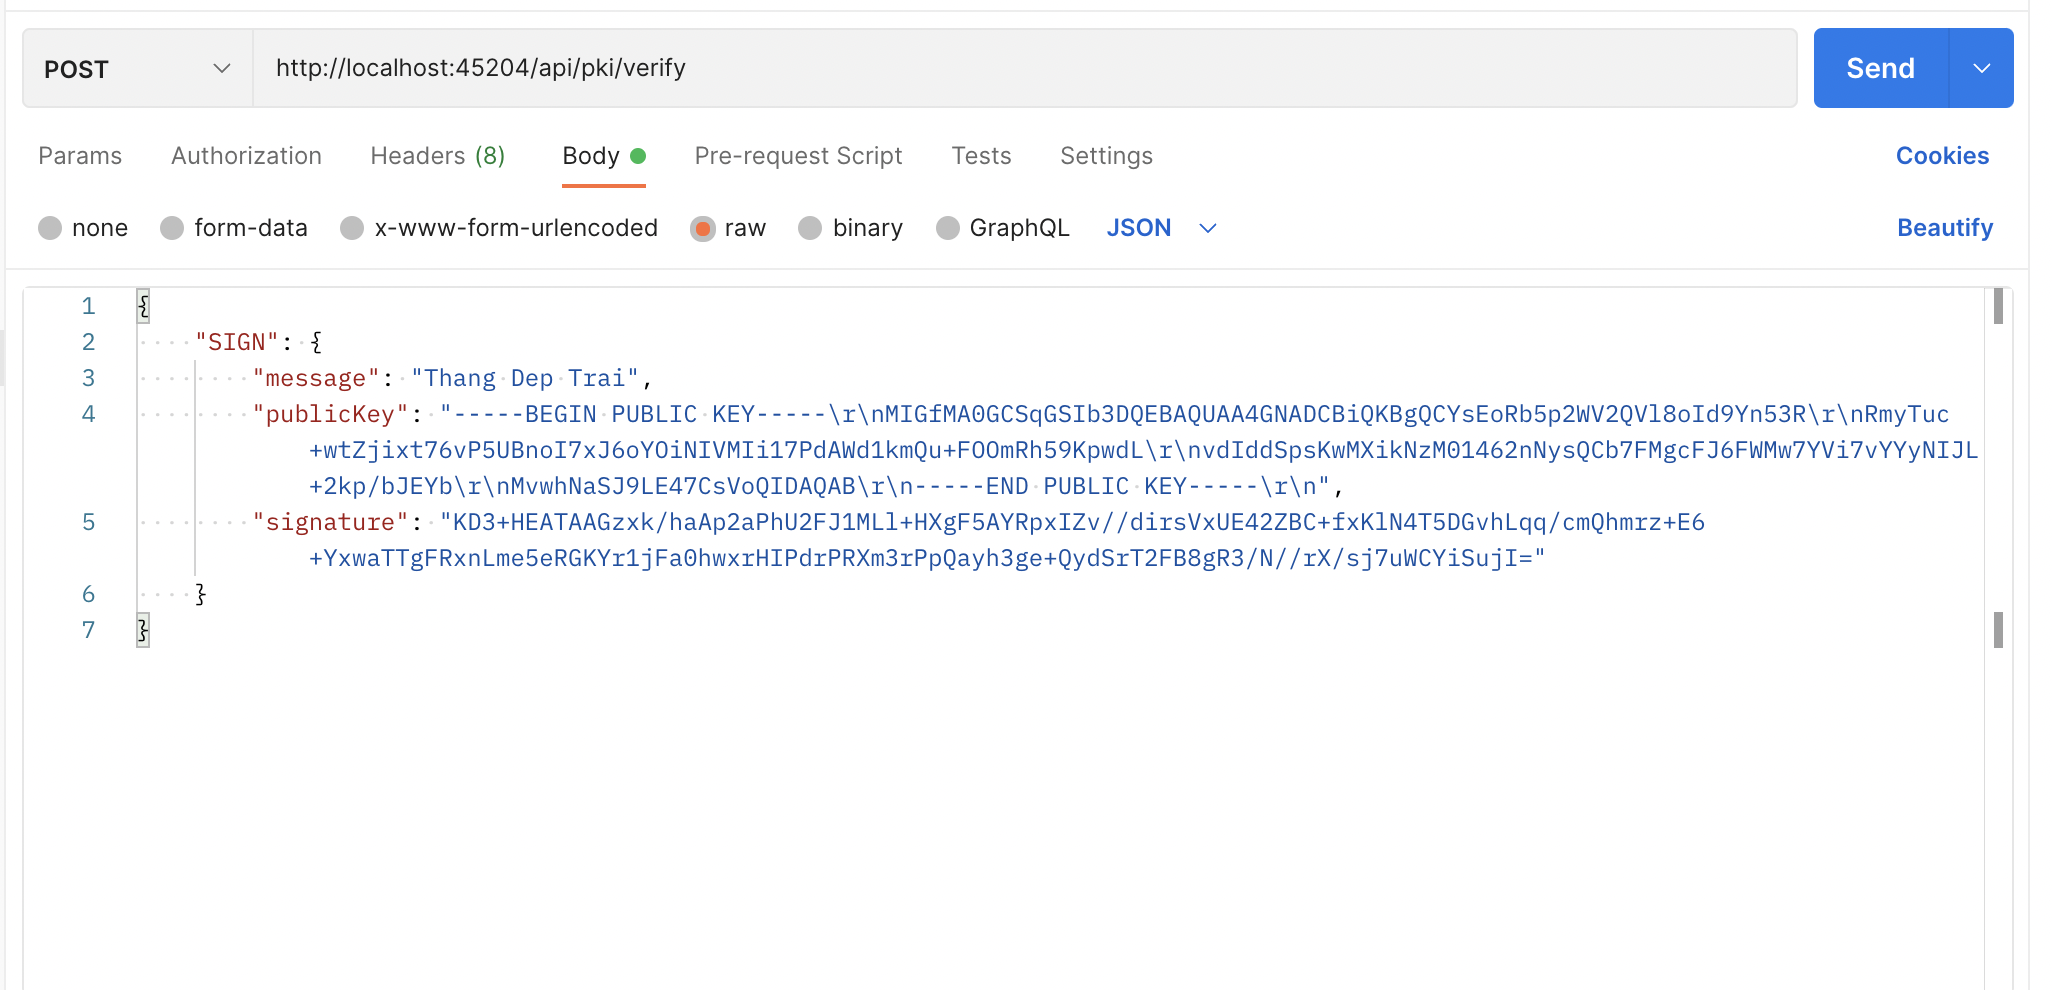 POST http://localhost:45204/api/pki/verify Send
Params Authorization Headers (8) Body Pre-request Script Tests Settings Cookies
none form-data x-www-form-urlencoded raw binary GraphQL JSON Beautify
1 {
2 "SIGN": {
3 "message": "Thang Dep Trai",
4 "publicKey": "-----BEGIN PUBLIC KEY-----\r\nMIGfMA0GCSqGSIb3DQEBAQUAA4GNADCBiQKBgQCYsEoRb5p2WV2QVl8oId9Yn53R\r\nRmyTuc
+wtZjixt76vP5UBnoI7xJ6oYOiNIVMIi17PdAWd1kmQu+FOOmRh59KpwdL\r\nvdIddSpsKwMXikNzM01462nNysQCb7FMgcFJ6FWMw7YVi7vYYyNIJL
+2kp/bJEYb\r\nMvwhNaSJ9LE47CsVoQIDAQAB\r\n-----END PUBLIC KEY-----\r\n",
5 "signature": "KD3+HEATAAGzxk/haAp2aPhU2FJ1MLl+HXgF5AYRpxIZv//dirsVxUE42ZBC+fxKlN4T5DGvhLqq/cmQhmrz+E6
+YxwaTTgFRxnLme5eRGKYr1jFa0hwxrHIPdrPRXm3rPpQayh3ge+QydSrT2FB8gR3/N//rX/sj7uWCYiSujI="
6 }
7 }